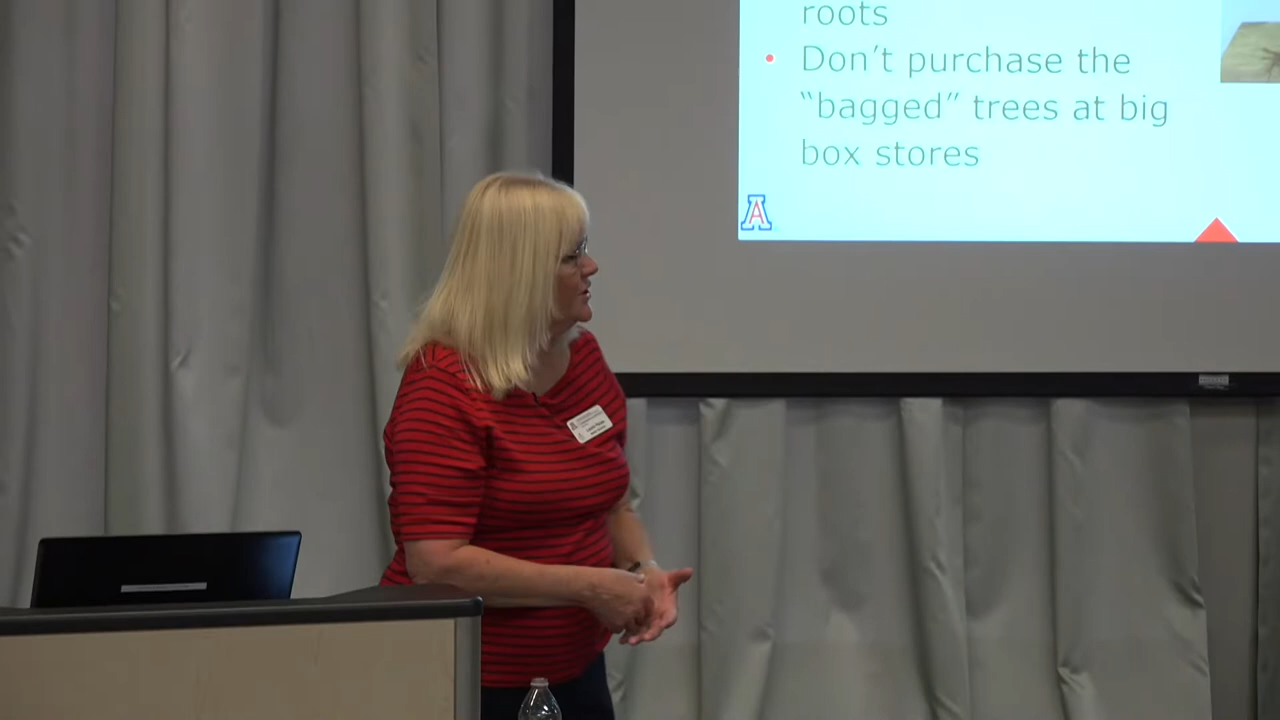 roots
• Don’t purchase the
“bagged” trees at big
box stores
A